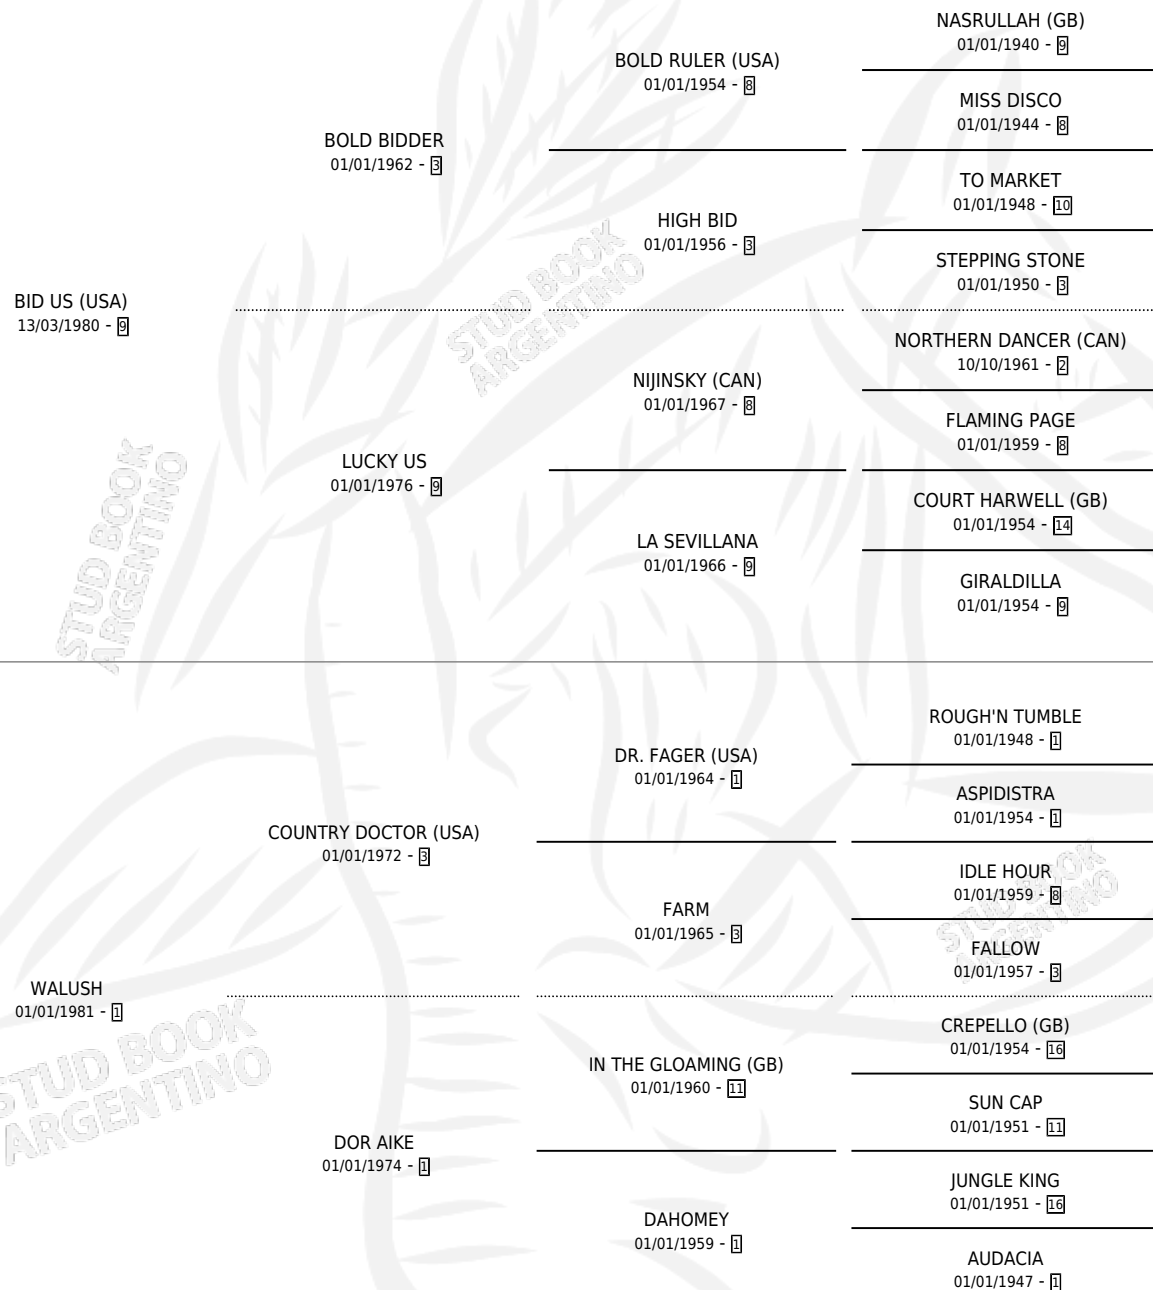 NASRULLAH (GB)
01/01/1940 - 9
BOLD RULER (USA)
01/01/1954 - 8
MISS DISCO
01/01/1944 - 8
BOLD BIDDER
01/01/1962 - 3
TO MARKET
01/01/1948 - 10
HIGH BID
01/01/1956 - 3
STEPPING STONE
01/01/1950 - 3
BID US (USA)
13/03/1980 - 9
NORTHERN DANCER (CAN)
10/10/1961 - 2
NIJINSKY (CAN)
01/01/1967 - 8
FLAMING PAGE
01/01/1959 - 8
LUCKY US
01/01/1976 - 9
COURT HARWELL (GB)
01/01/1954 - 14
LA SEVILLANA
01/01/1966 - 9
GIRALDILLA
01/01/1954 - 9
ROUGH'N TUMBLE
01/01/1948 - 1
DR. FAGER (USA)
01/01/1964 - 1
ASPIDISTRA
01/01/1954 - 1
COUNTRY DOCTOR (USA)
01/01/1972 - 3
IDLE HOUR
01/01/1959 - 8
FARM
01/01/1965 - 3
FALLOW
01/01/1957 - 3
WALUSH
01/01/1981 - 1
CREPELLO (GB)
01/01/1954 - 16
IN THE GLOAMING (GB)
01/01/1960 - 11
SUN CAP
01/01/1951 - 11
DOR AIKE
01/01/1974 - 1
JUNGLE KING
01/01/1951 - 16
DAHOMEY
01/01/1959 - 1
AUDACIA
01/01/1947 - 1
STUD BOOK
ARGENTINO
STUD BOOK
ARGENTINO
STUD BOOK
ARGENTINO
STUD BOOK
ARGENTINO